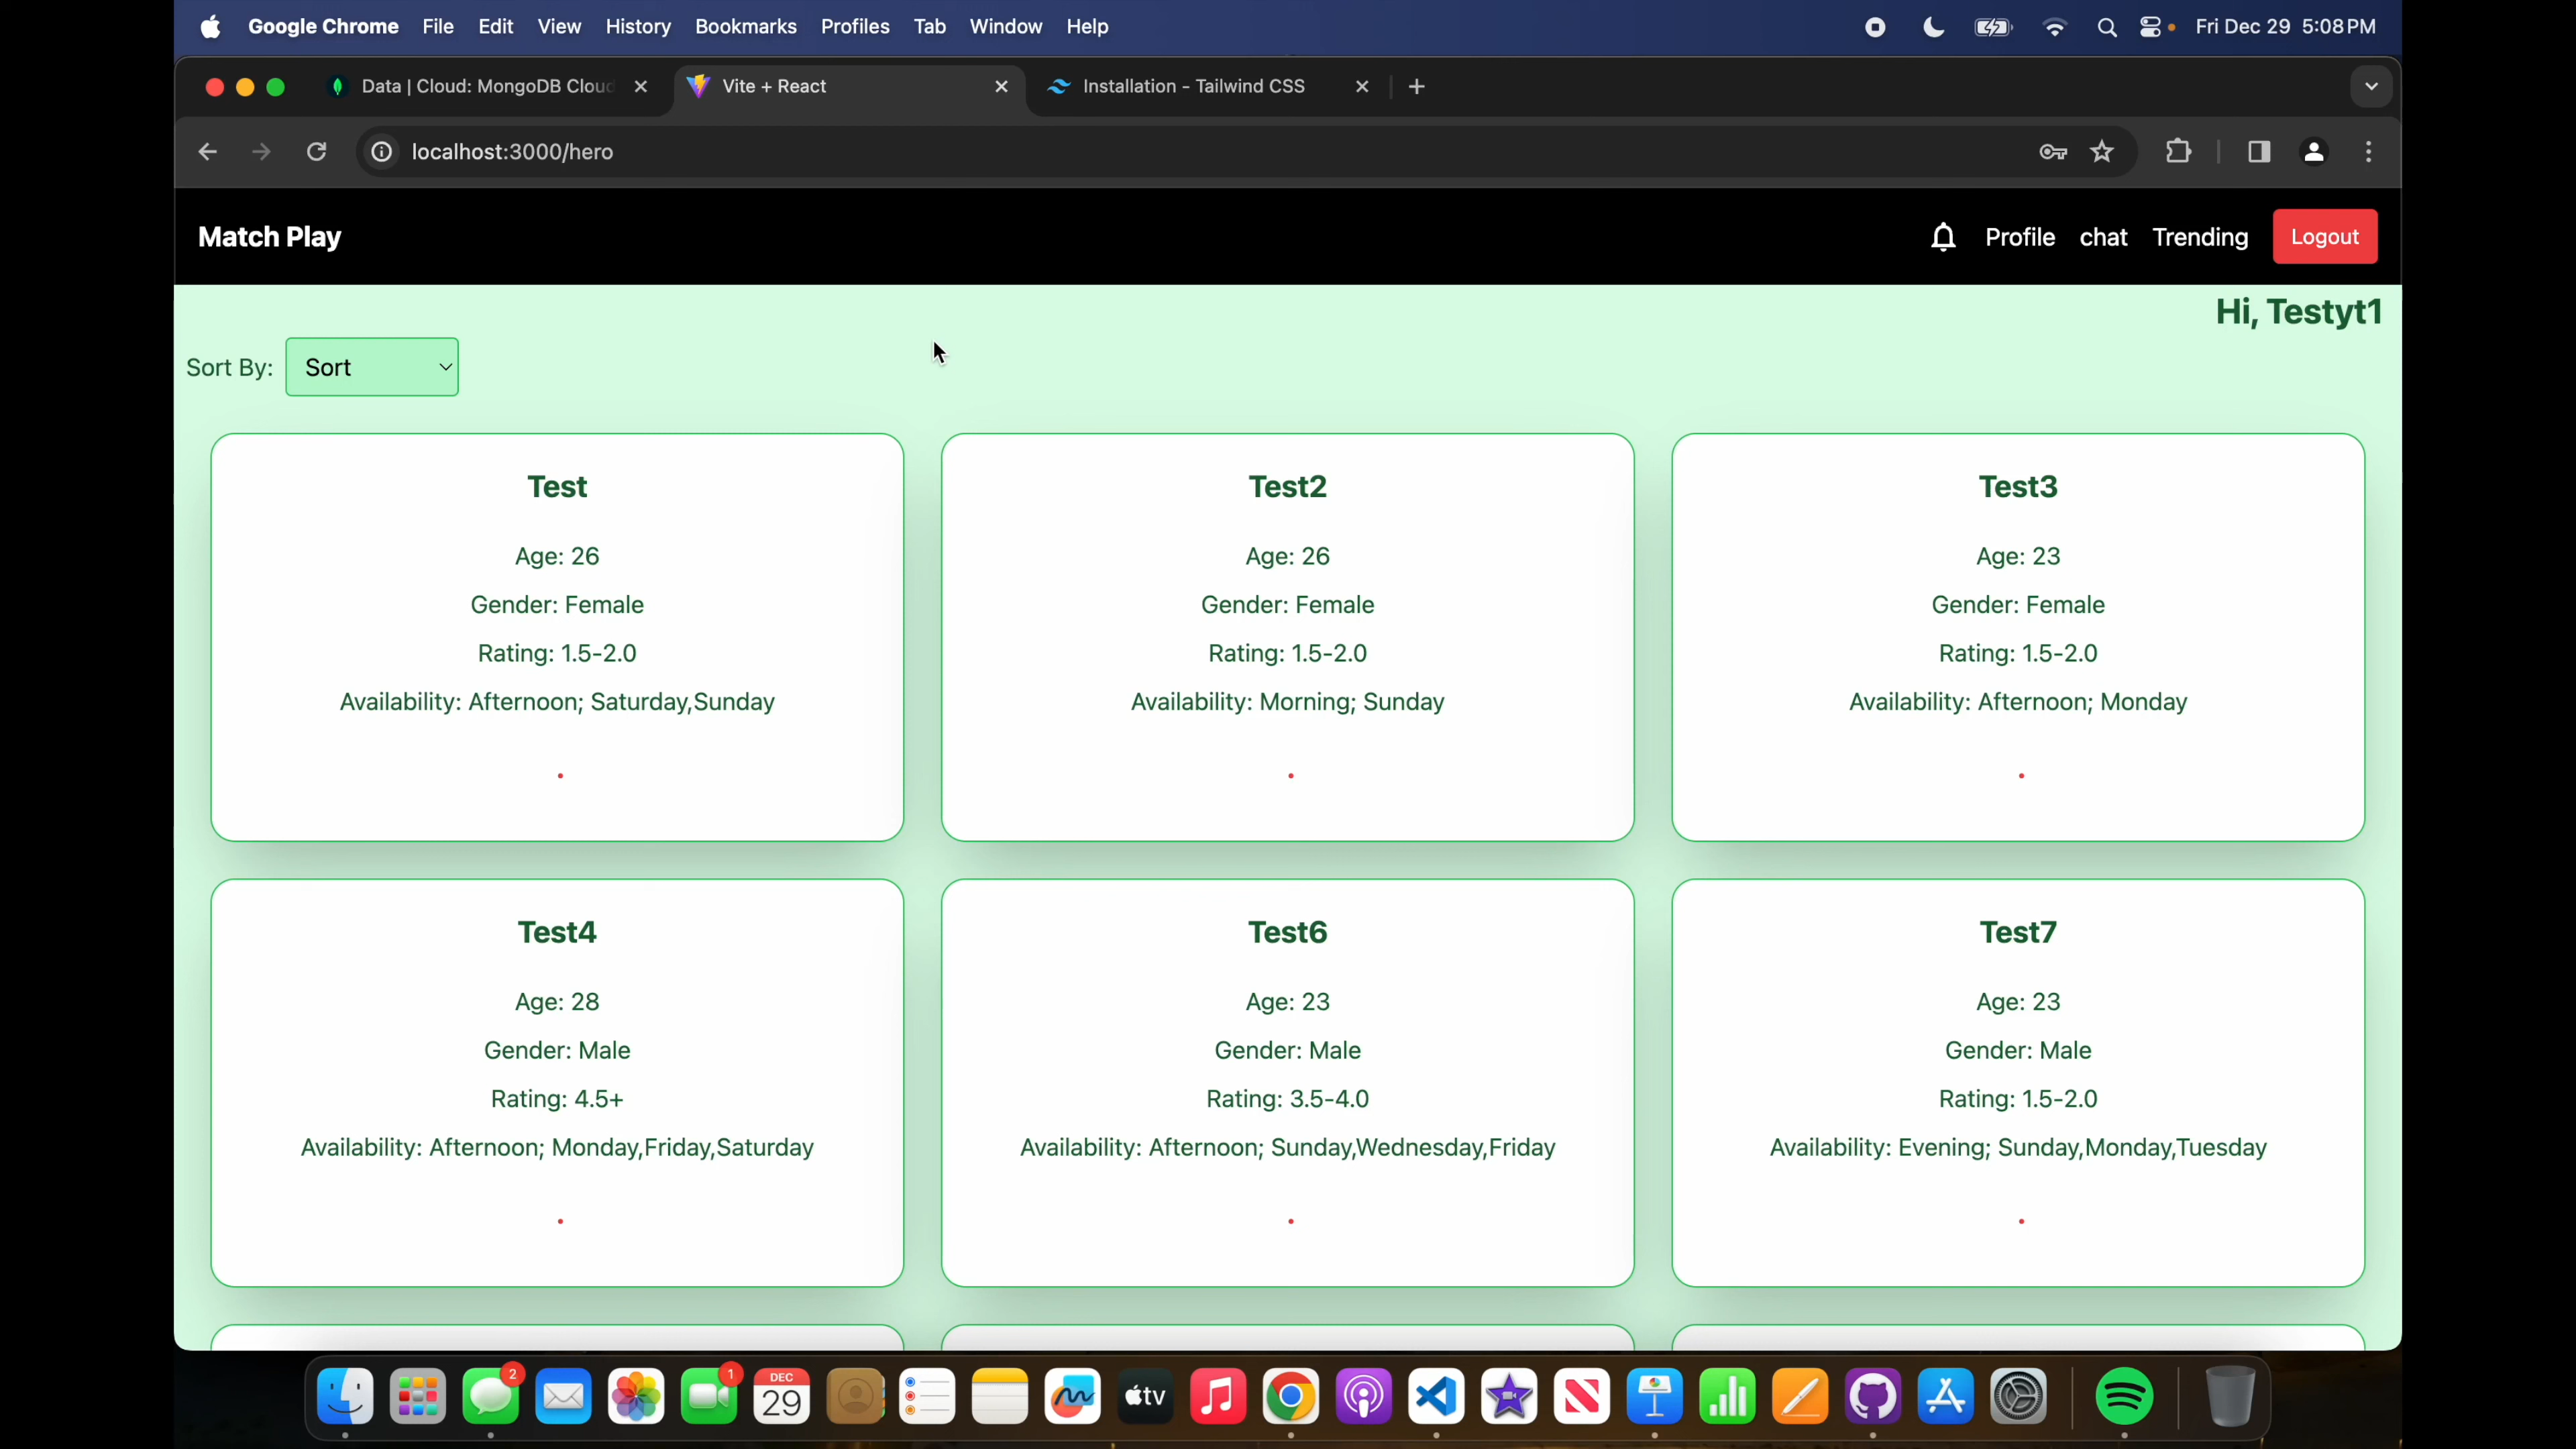 Google Chrome File Edit View History Bookmarks Profiles Tab Window Help Fri Dec 29 5:08 PM
Data | Cloud: MongoDB Cloud Vite + React Installation - Tailwind CSS
localhost:3000/hero
Match Play Profile chat Trending Logout
Hi, Testyt1
Sort By: Sort
Test
Age: 26
Gender: Female
Rating: 1.5-2.0
Availability: Afternoon; Saturday,Sunday
Test2
Age: 26
Gender: Female
Rating: 1.5-2.0
Availability: Morning; Sunday
Test3
Age: 23
Gender: Female
Rating: 1.5-2.0
Availability: Afternoon; Monday
Test4
Age: 28
Gender: Male
Rating: 4.5+
Availability: Afternoon; Monday,Friday,Saturday
Test6
Age: 23
Gender: Male
Rating: 3.5-4.0
Availability: Afternoon; Sunday,Wednesday,Friday
Test7
Age: 23
Gender: Male
Rating: 1.5-2.0
Availability: Evening; Sunday,Monday,Tuesday
2
1
DEC
29
tv